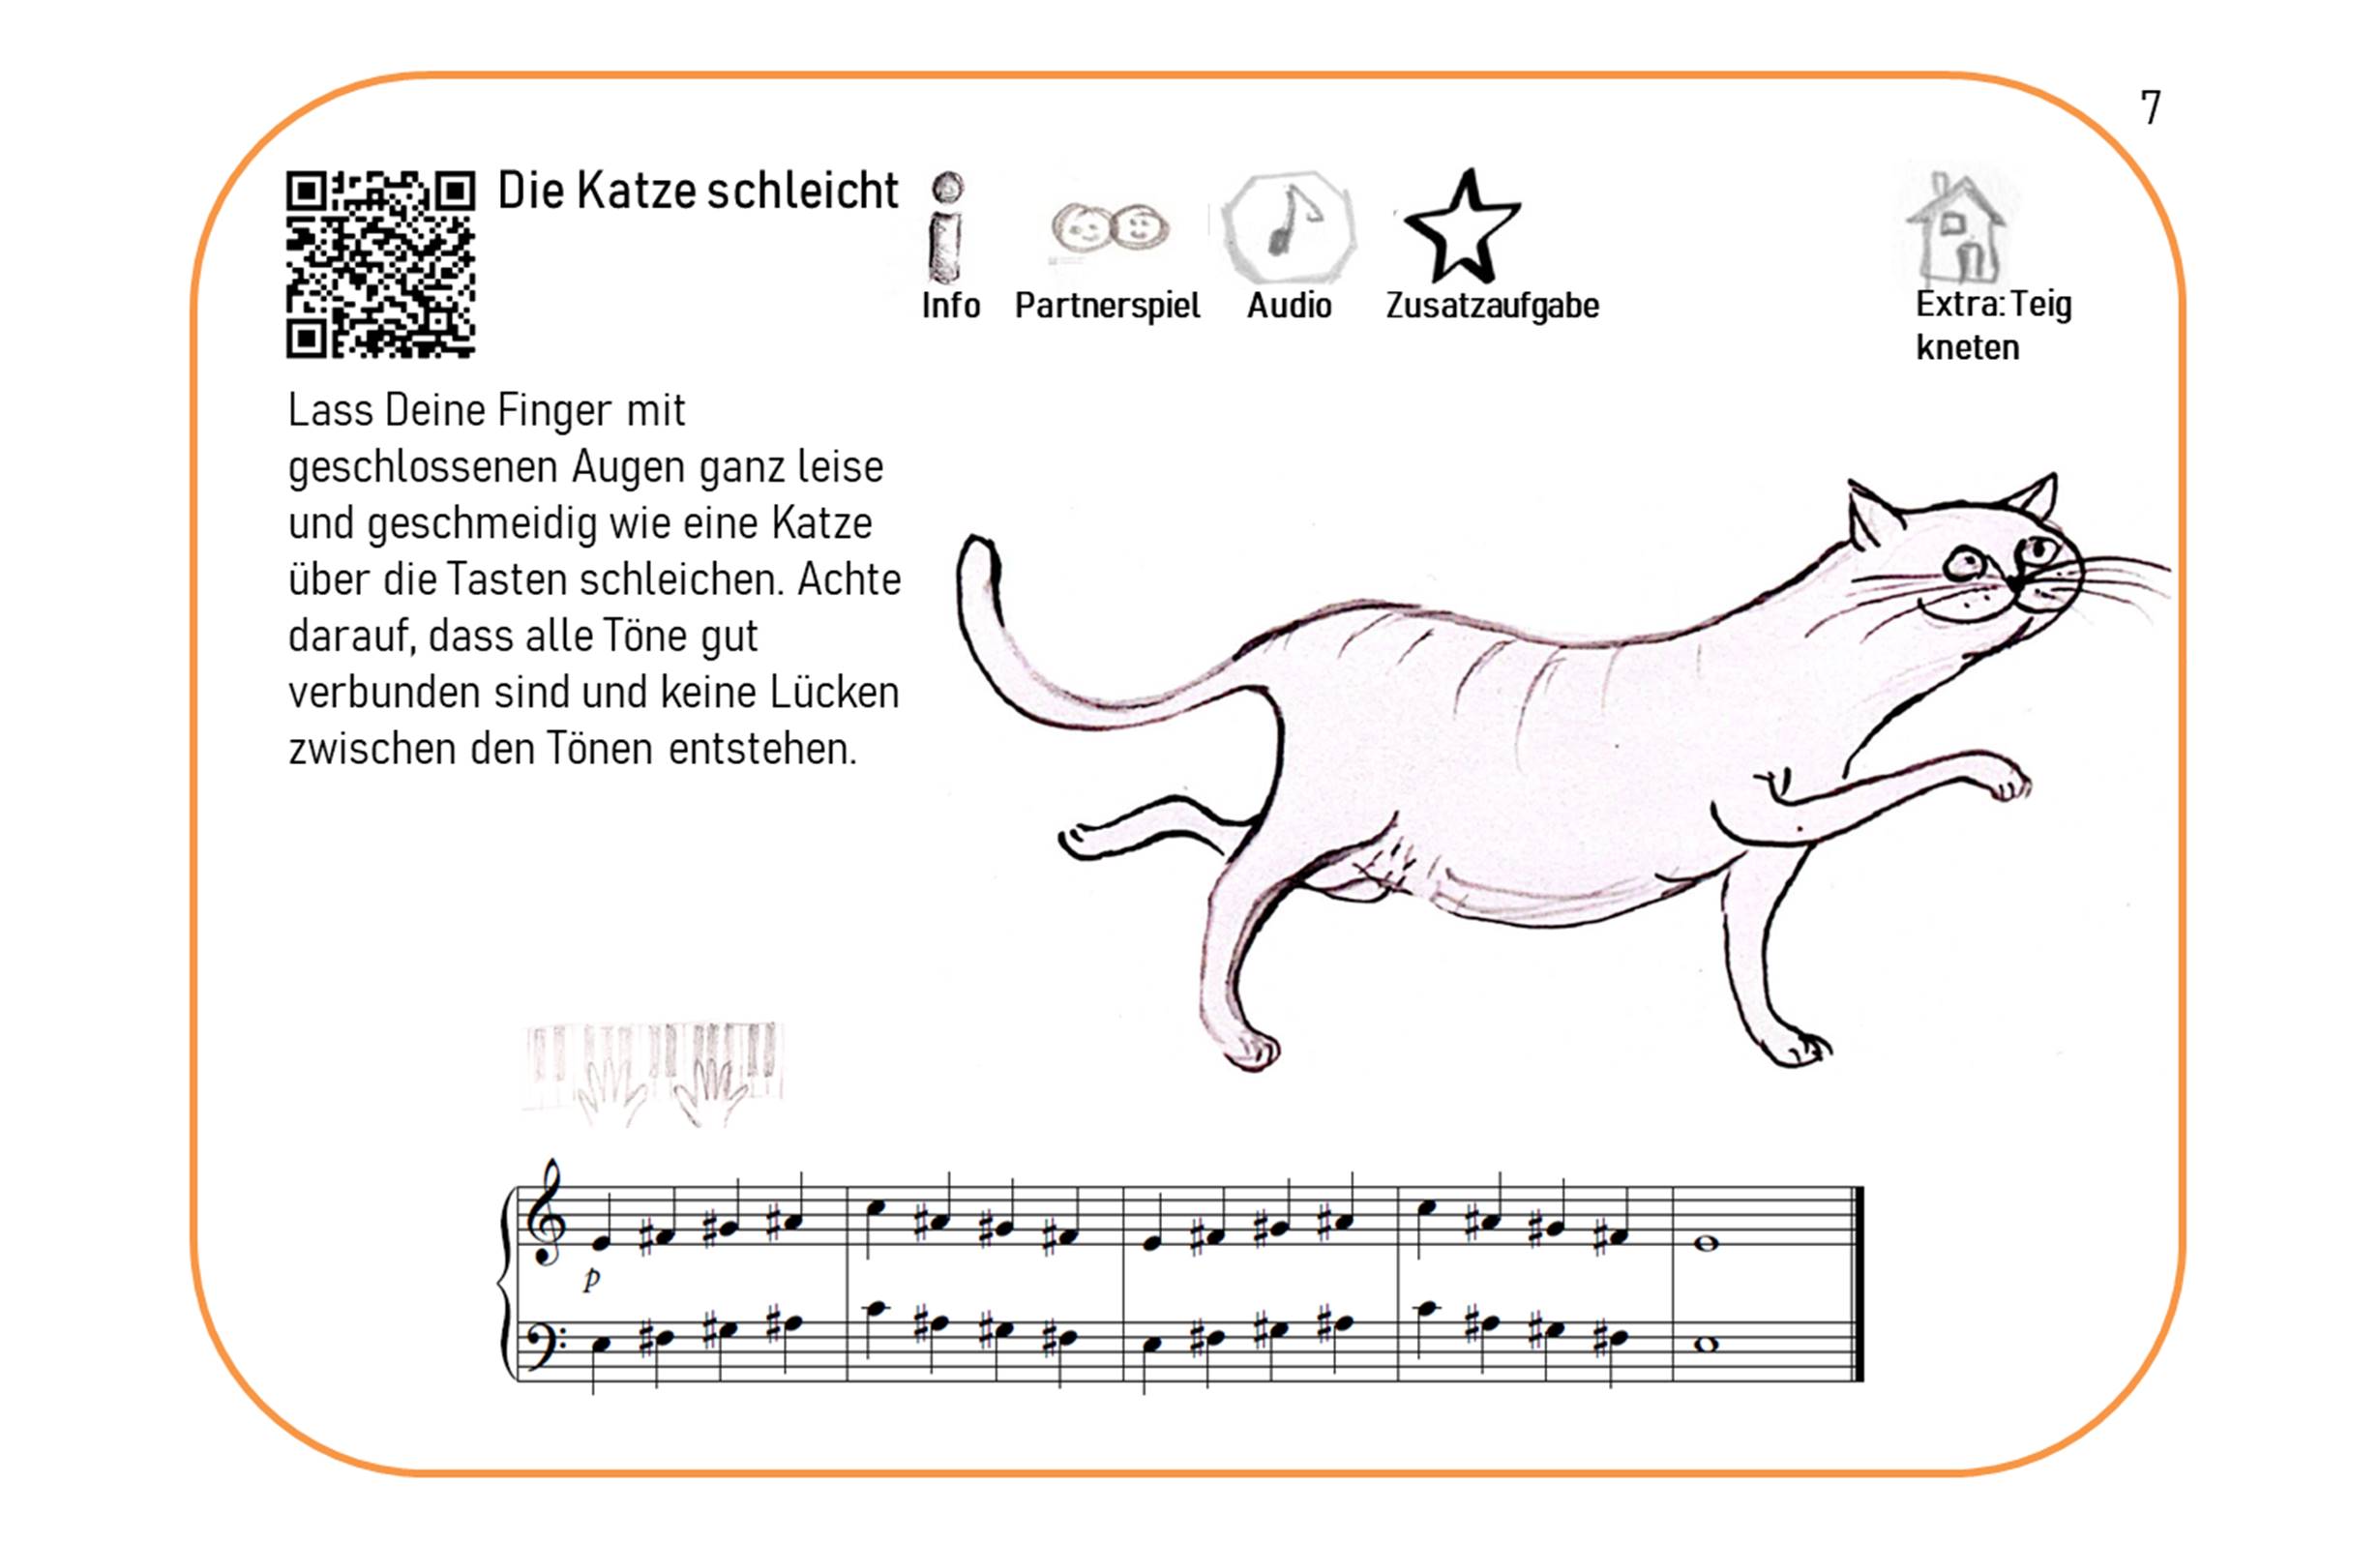 7
Die Katze schleicht
Info
Partnerspiel
Audio
Zusatzaufgabe
Extra: Teig
kneten
Lass Deine Finger mit
geschlossenen Augen ganz leise
und geschmeidig wie eine Katze
über die Tasten schleichen. Achte
darauf, dass alle Töne gut
verbunden sind und keine Lücken
zwischen den Tönen entstehen.
p